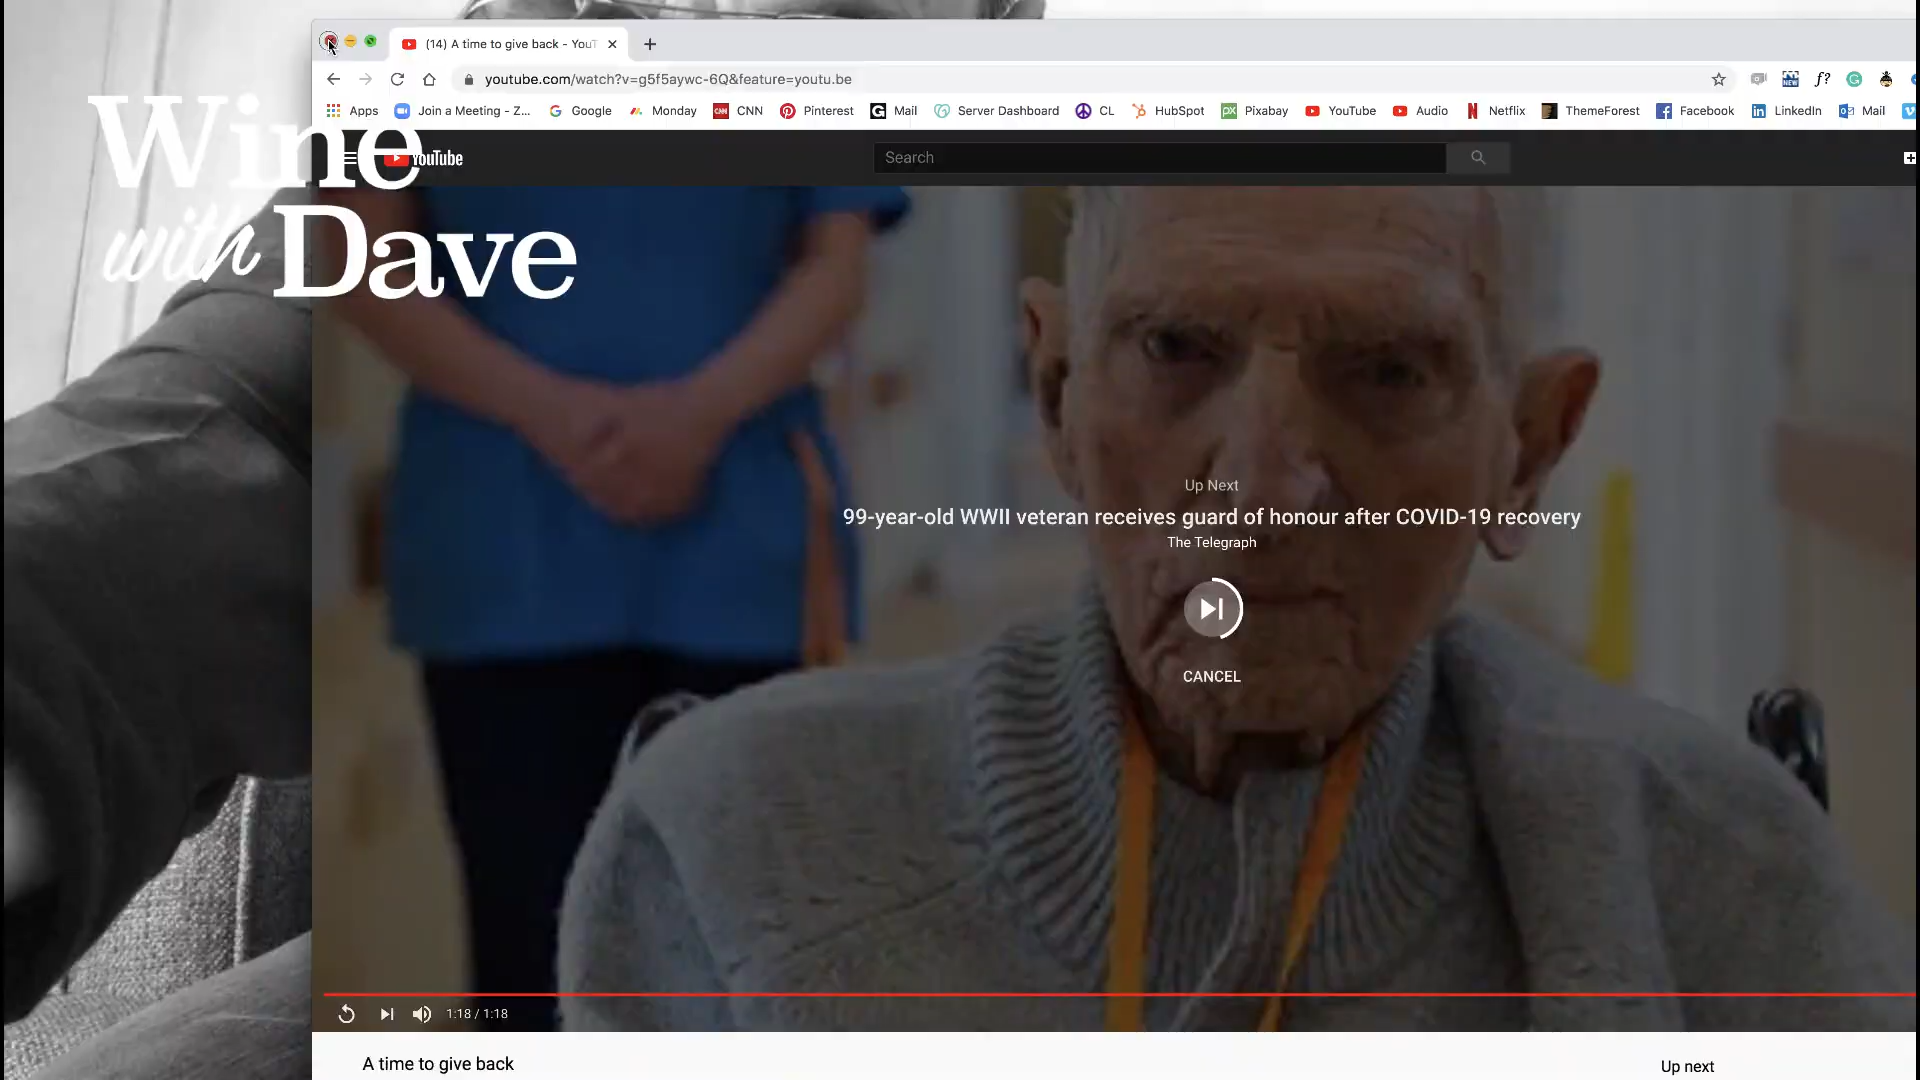 (14) A time to give back - YouT
youtube.com/watch?v=g5f5aywc-6Q&feature=youtu.be
Apps
Join a Meeting - Z...
Google
Monday
CNN
Pinterest
Mail
Server Dashboard
CL
HubSpot
Pixabay
YouTube
Audio
Netflix
ThemeForest
Facebook
LinkedIn
Mail
Wine
with Dave
YouTube
Search
Up Next
99-year-old WWII veteran receives guard of honour after COVID-19 recovery
The Telegraph
CANCEL
1:18 / 1:18
A time to give back
Up next